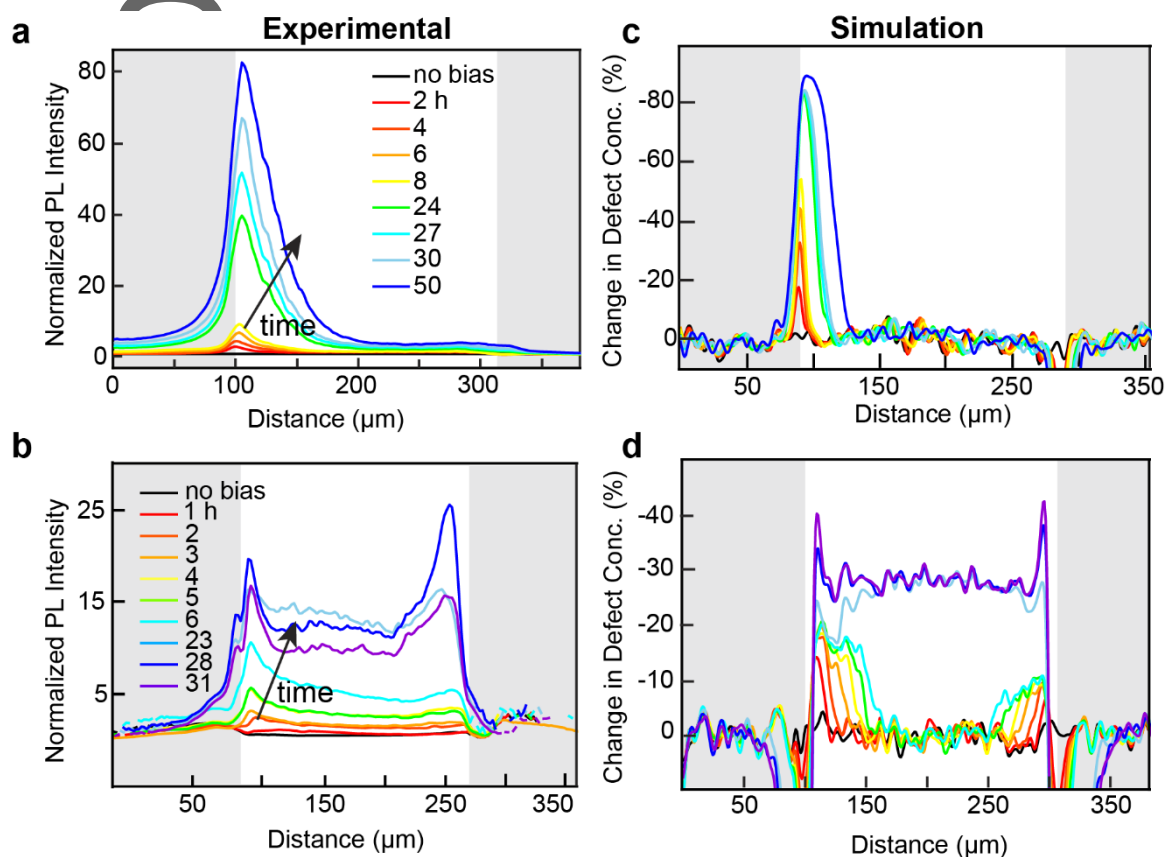 Experimental
Simulation
a
Normalized PL Intensity
80
60
40
20
0
no bias
2 h
4
6
8
24
27
30
50
time
0
100
200
300
Distance (µm)
c
Change in Defect Conc. (%)
-80
-60
-40
-20
0
50
150
250
350
Distance (µm)
b
Normalized PL Intensity
25
15
5
no bias
1 h
2
3
4
5
6
23
28
31
time
50
150
250
350
Distance (µm)
d
Change in Defect Conc. (%)
-40
-30
-20
-10
0
50
150
250
350
Distance (µm)